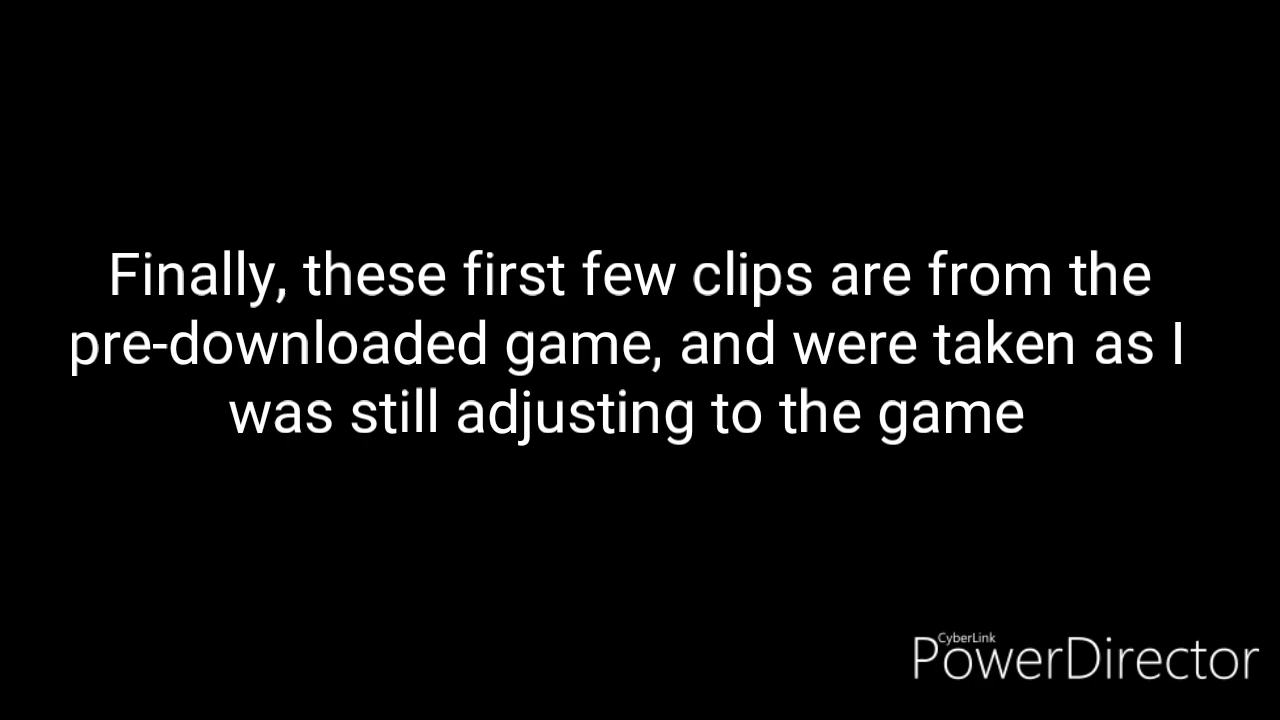 Finally, these first few clips are from the
pre-downloaded game, and were taken as I
was still adjusting to the game
CyberLink
PowerDirector